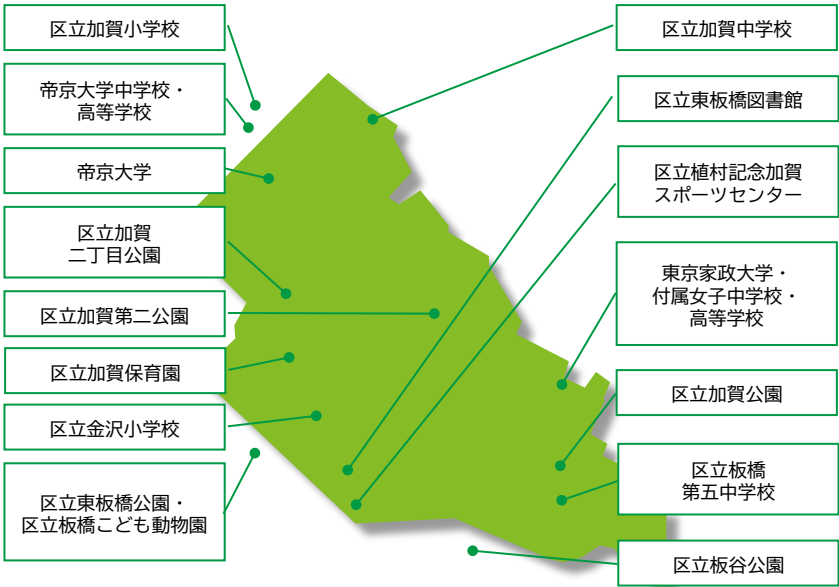 区立加賀小学校
帝京大学中学校・
高等学校
帝京大学
区立加賀
二丁目公園
区立加賀第二公園
区立加賀保育園
区立金沢小学校
区立東板橋公園・
区立板橋こども動物園
区立加賀中学校
区立東板橋図書館
区立植村記念加賀
スポーツセンター
東京家政大学・
付属女子中学校・
高等学校
区立加賀公園
区立板橋
第五中学校
区立板谷公園